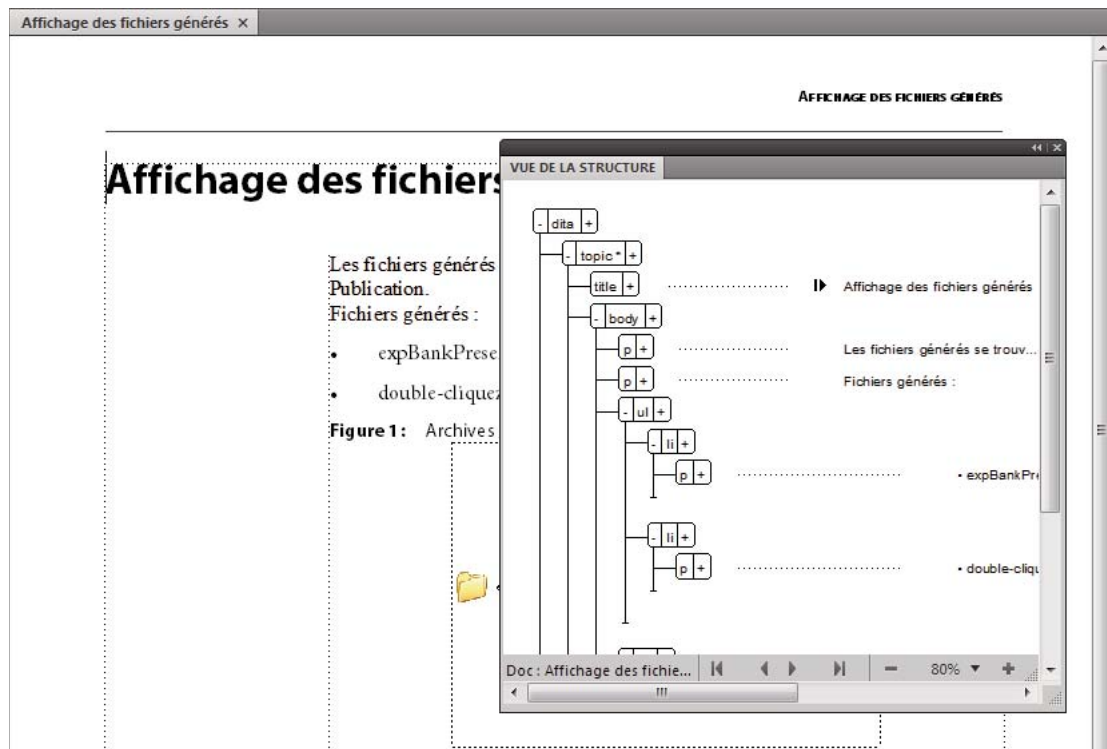 Affichage des fichiers générés ×
AFFICHAGE DES FICHIERS GÉNÉRÉS
Affichage des fichiers
Les fichiers générés
Publication.
Fichiers générés :
• expBankPrese
• double-cliquez
Figure 1: Archives
VUE DE LA STRUCTURE
- dita +
- topic * +
title + Affichage des fichiers générés
- body +
p + Les fichiers générés se trouv...
p + Fichiers générés :
- ul +
- li +
p + • expBankPre
- li +
p + • double-cliqu
Doc : Affichage des fichie... 80%